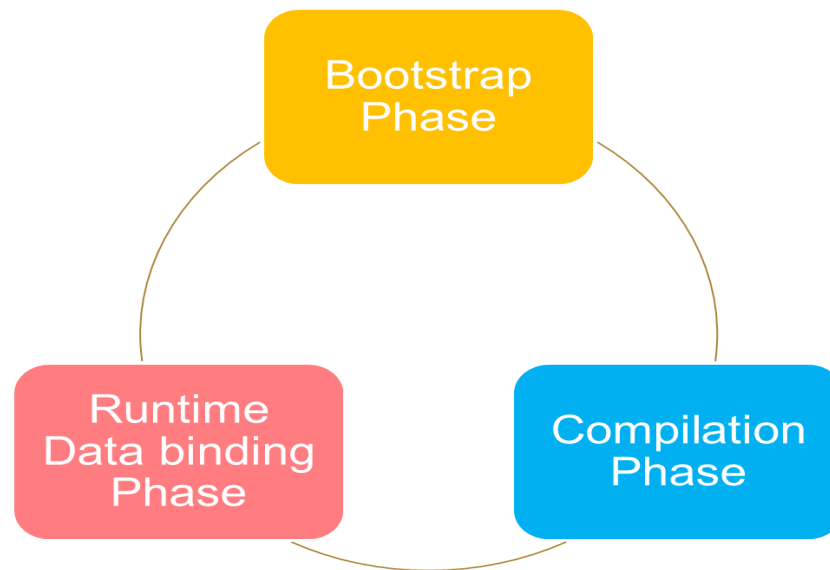 Bootstrap
Phase
Runtime
Data binding
Phase
Compilation
Phase